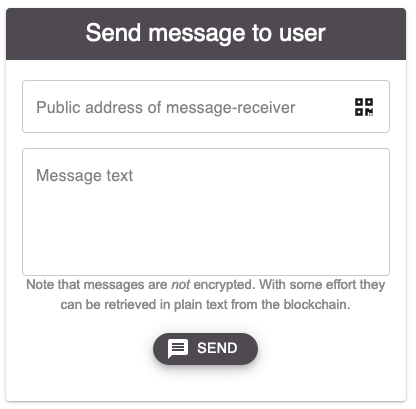 Send message to user
Public address of message-receiver
Message text
Note that messages are not encrypted. With some effort they
can be retrieved in plain text from the blockchain.
SEND